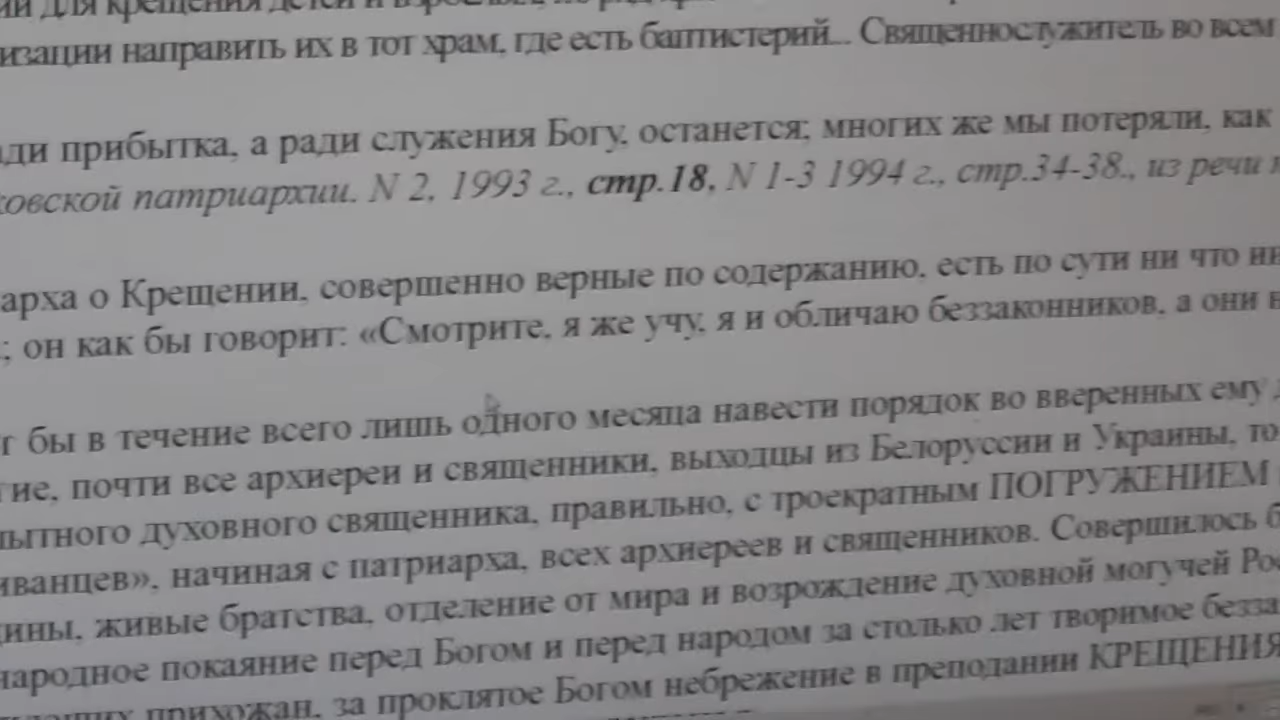 для крещения детей и
изации направить их в тот храм, где есть баптистерий... Священнослужитель во всем
ди прибытка, а ради служения Богу, останется; многих же мы потеряли, как
ковской патриархии. N 2, 1993 г., стр.18, N 1-3 1994 г., стр.34-38., из речи
арха о Крещении, совершенно верные по содержанию, есть по сути ни что
; он как бы говорит: «Смотрите, я же учу, я и обличаю беззаконников, а они
г бы в течение всего лишь одного месяца навести порядок во вверенных ему
гие, почти все архиереи и священники, выходцы из Белоруссии и Украины, то
пытного духовного священника, правильно, с троекратным ПОГРУЖЕНИЕМ
иванцев», начиная с патриарха, всех архиереев и священников. Совершилось б
ины, живые братства, отделение от мира и возрождение духовной могучей Рос
народное покаяние перед Богом и перед народом за столько лет творимое безза
прихожан, за проклятое Богом небрежение в преподании КРЕЩЕНИЯ